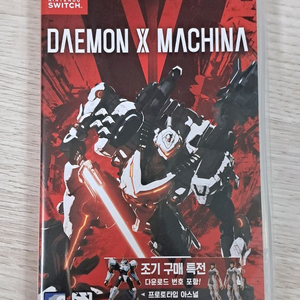 NINTENDO
SWITCH.
DAEMON X MACHINA
조기 구매 특전
다운로드 번호 포함!
프로토타입 아스널